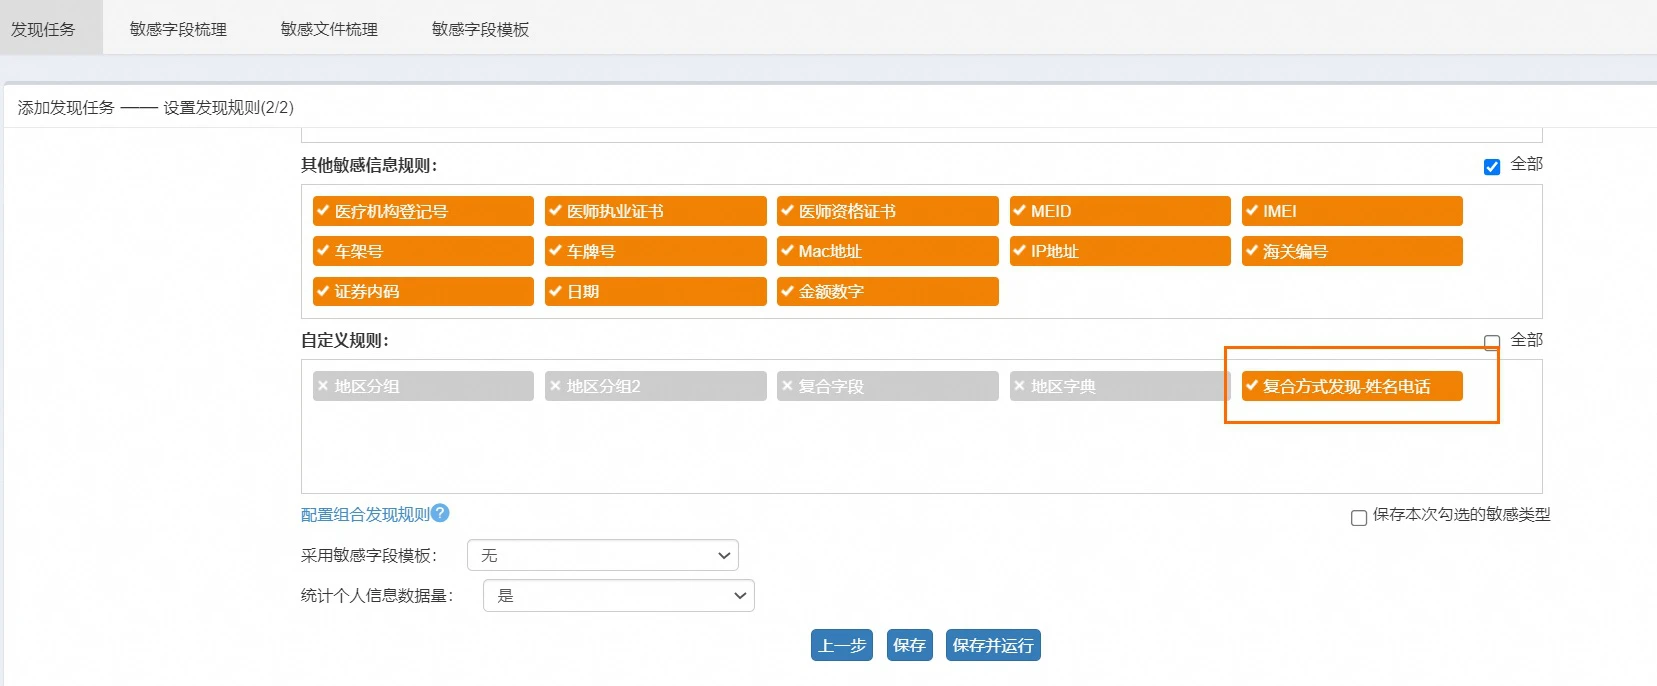 发现任务 敏感字段梳理 敏感文件梳理 敏感字段模板
添加发现任务 —— 设置发现规则(2/2)
其他敏感信息规则： 全部
医疗机构登记号 医师执业证书 医师资格证书 MEID IMEI
车架号 车牌号 Mac地址 IP地址 海关编号
证券内码 日期 金额数字
自定义规则： 全部
地区分组 地区分组2 复合字段 地区字典 复合方式发现-姓名电话
配置组合发现规则? 保存本次勾选的敏感类型
采用敏感字段模板： 无
统计个人信息数据量： 是
上一步 保存 保存并运行